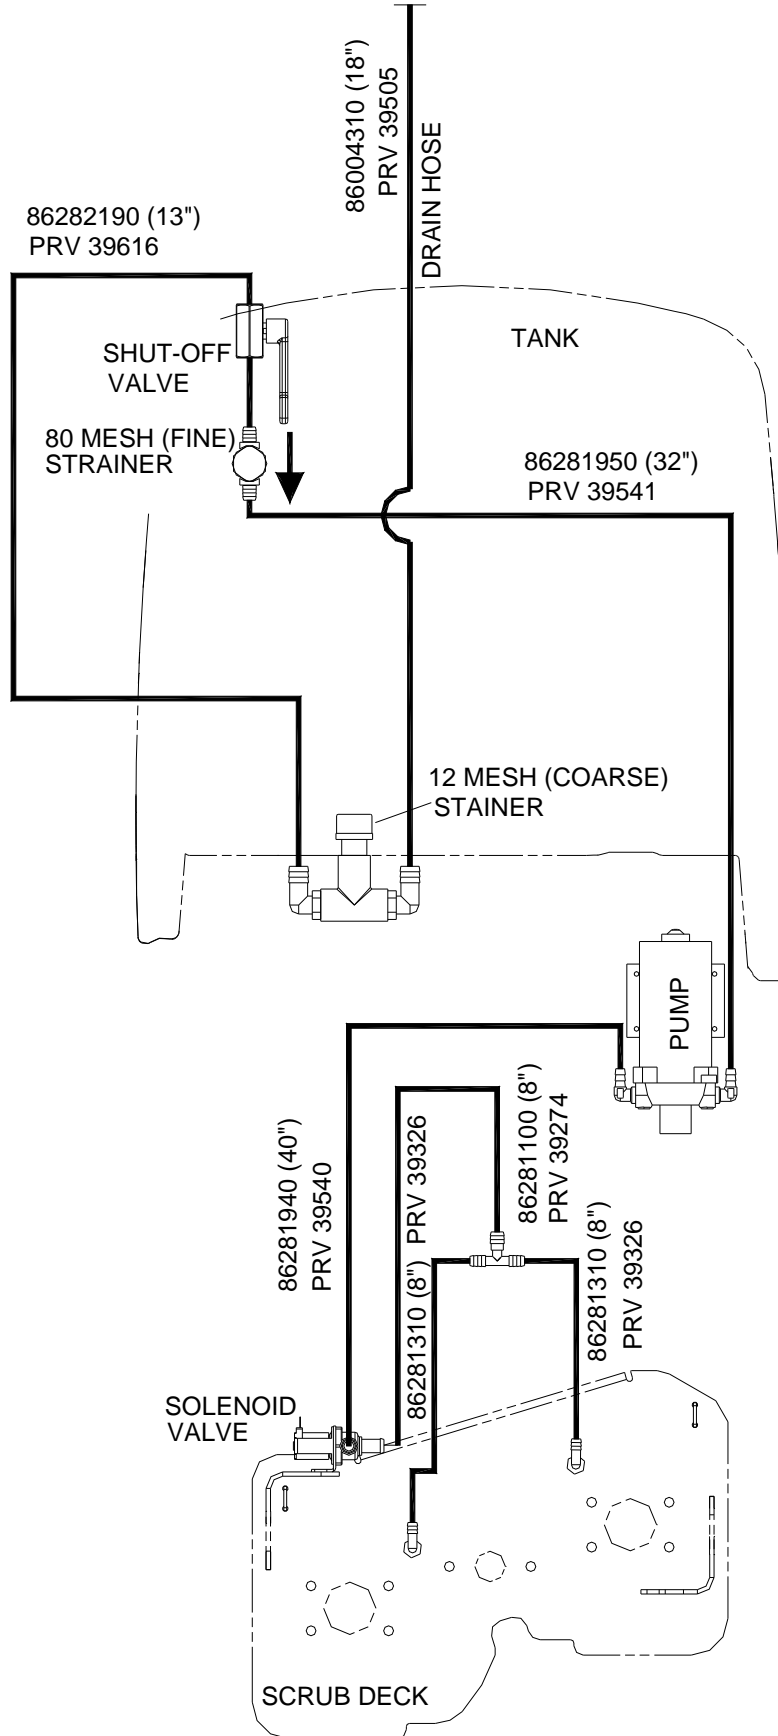 86004310 (18")
PRV 39505
DRAIN HOSE
86282190 (13")
PRV 39616
SHUT-OFF
VALVE
TANK
80 MESH (FINE)
STRAINER
86281950 (32")
PRV 39541
12 MESH (COARSE)
STAINER
PUMP
86281940 (40")
PRV 39540
86281310 (8")
PRV 39326
86281100 (8")
PRV 39274
86281310 (8")
PRV 39326
SOLENOID
VALVE
SCRUB DECK